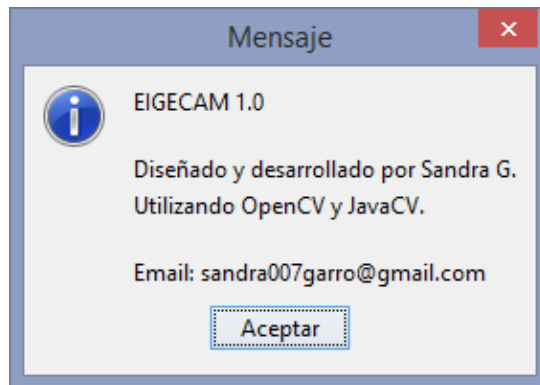 Mensaje
EIGECAM 1.0
Diseñado y desarrollado por Sandra G.
Utilizando OpenCV y JavaCV.
Email: sandra007garro@gmail.com
Aceptar